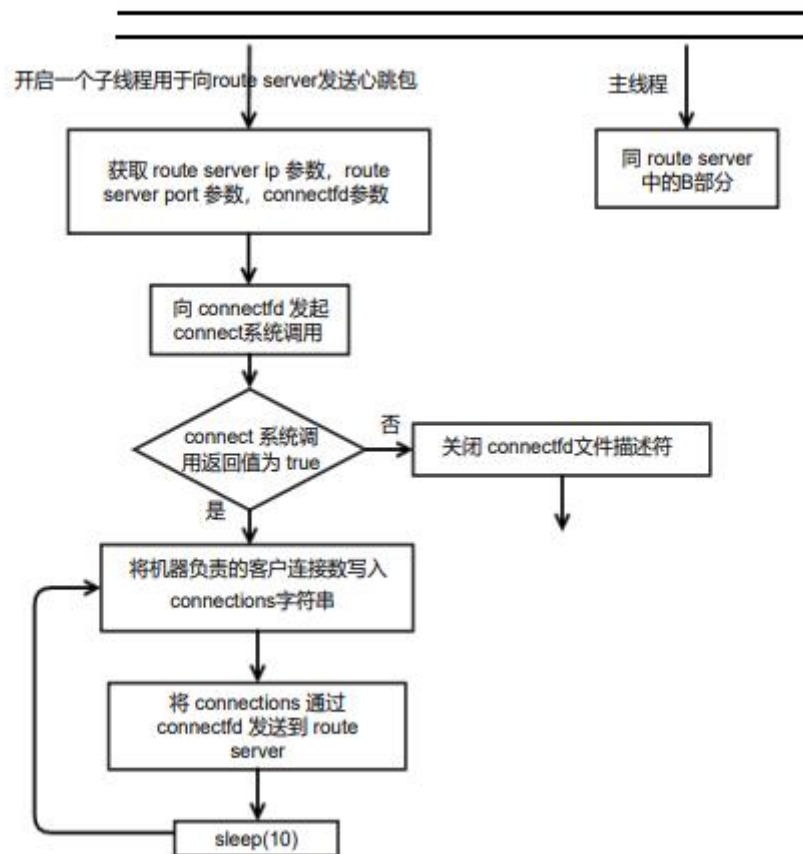 开启一个子线程用于向route server发送心跳包
主线程
获取 route server ip 参数，route
server port 参数，connectfd参数
同 route server
中的B部分
向 connectfd 发起
connect系统调用
connect 系统调
用返回值为 true
否
关闭 connectfd文件描述符
是
将机器负责的客户连接数写入
connections字符串
将 connections 通过
connectfd 发送到 route
server
sleep(10)